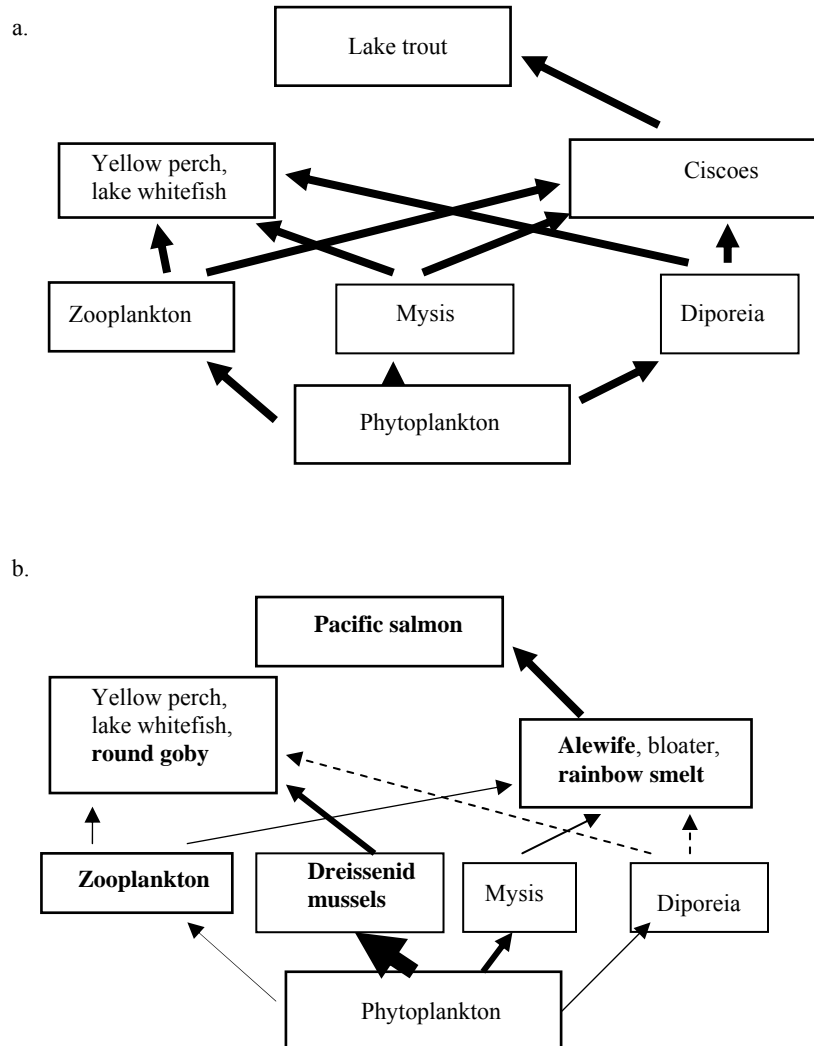 a.
Lake trout
Yellow perch,
lake whitefish
Ciscoes
Zooplankton
Mysis
Diporeia
Phytoplankton
b.
Pacific salmon
Yellow perch,
lake whitefish,
round goby
Alewife, bloater,
rainbow smelt
Zooplankton
Dreissenid
mussels
Mysis
Diporeia
Phytoplankton